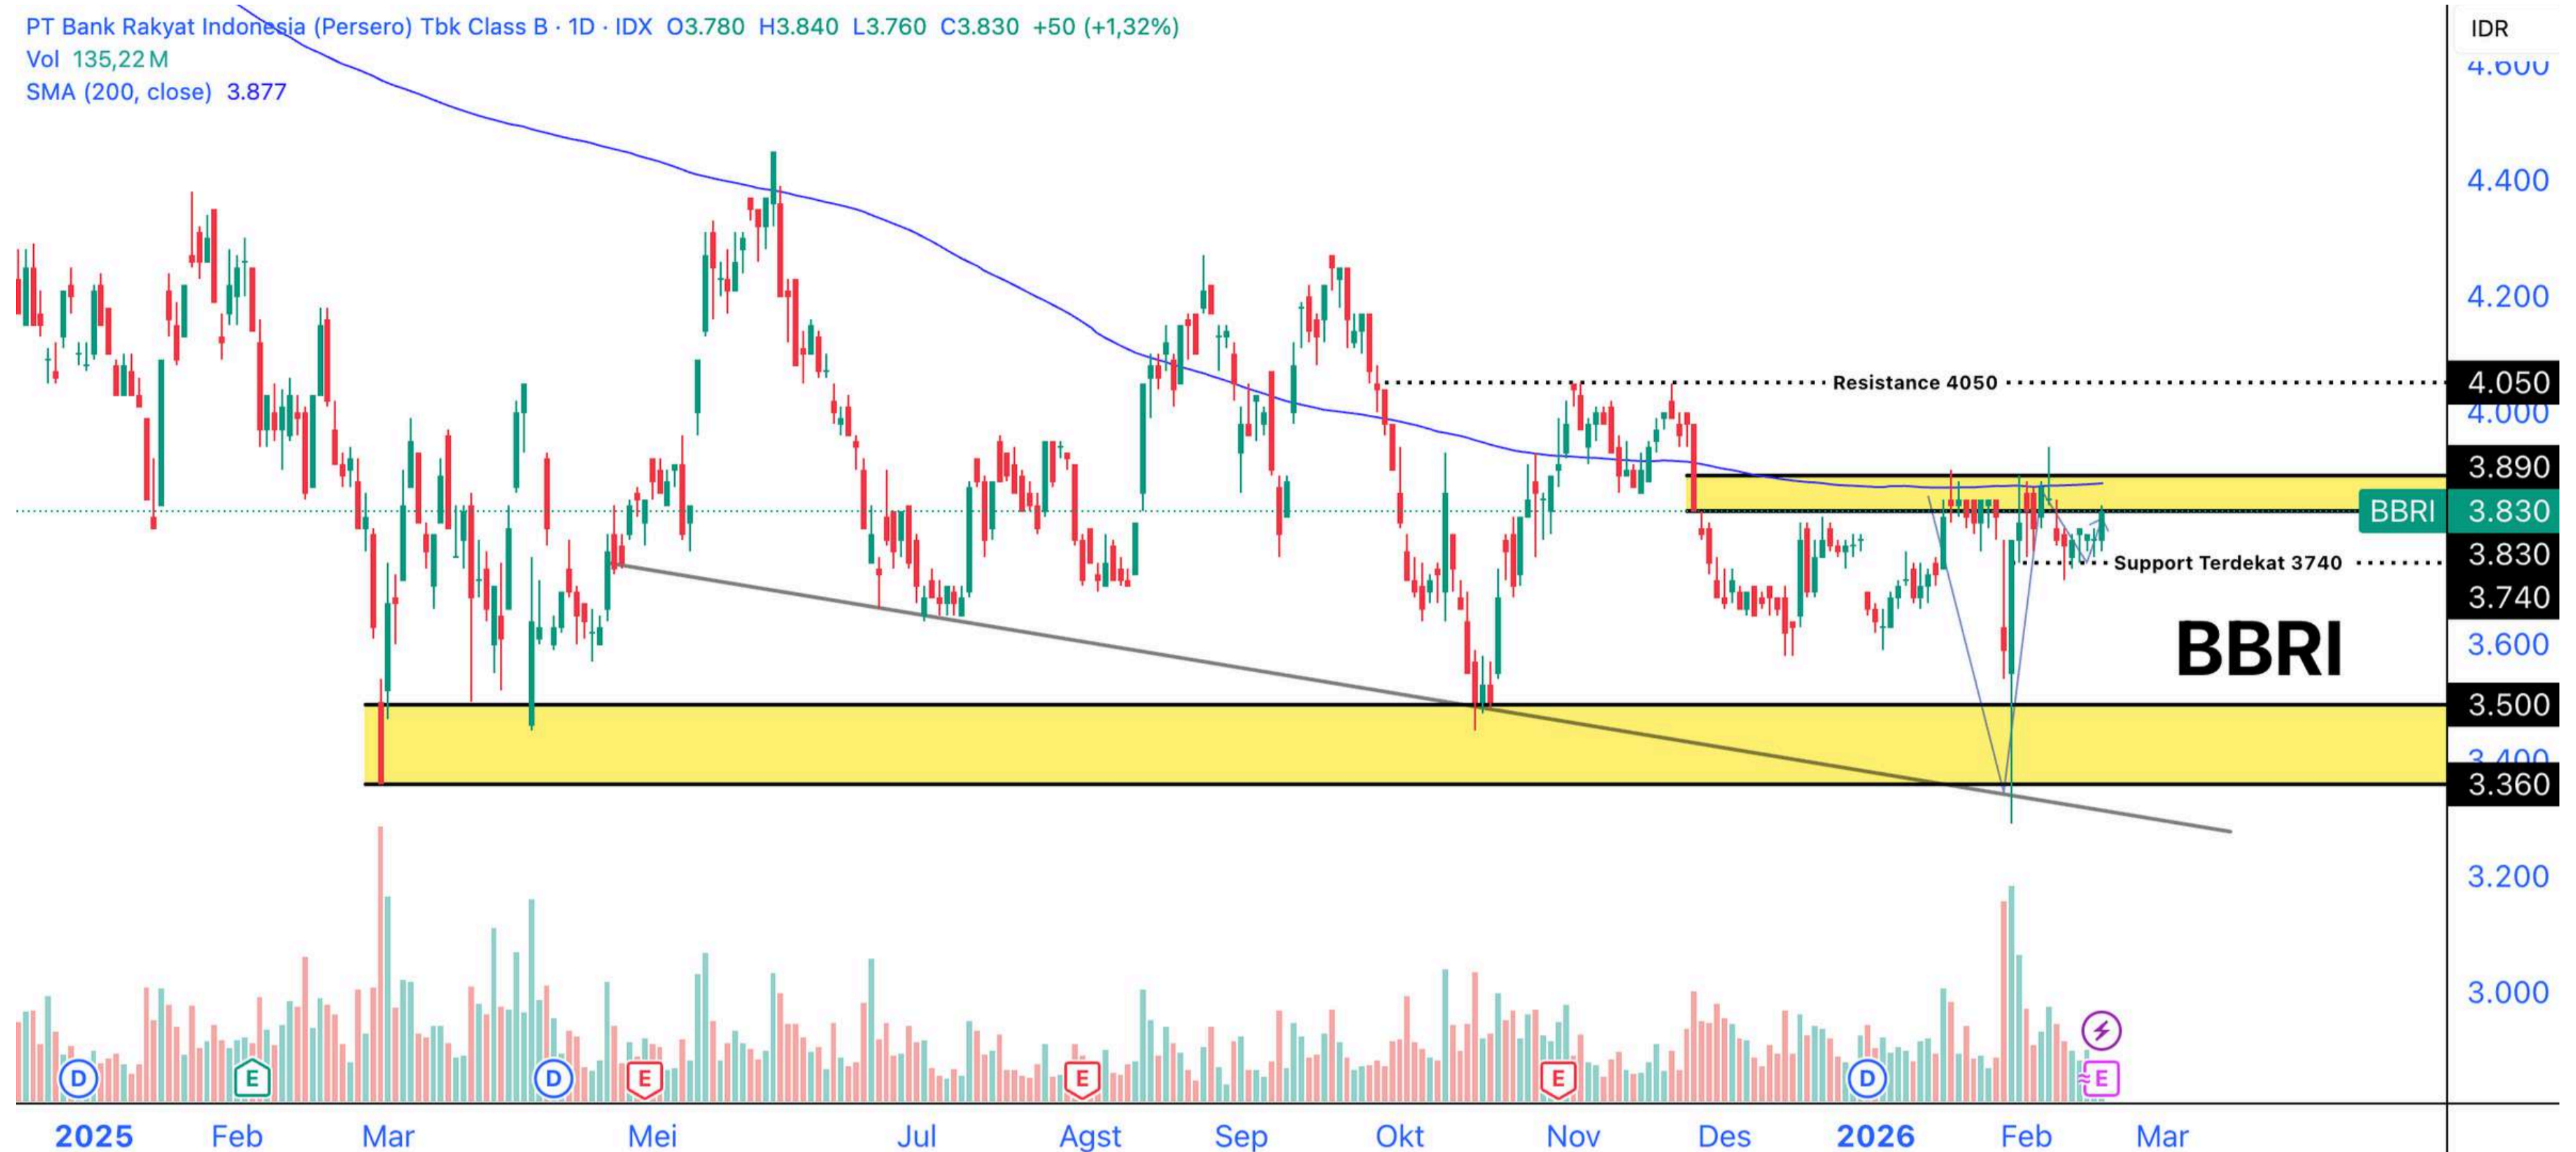 PT Bank Rakyat Indonesia (Persero) Tbk Class B · 1D · IDX O3.780 H3.840 L3.760 C3.830 +50 (+1,32%)
Vol 135,22 M
SMA (200, close) 3.877
IDR
4.600
4.400
4.200
Resistance 4050
4.050
4.000
3.890
BBRI 3.830
3.830
Support Terdekat 3740
3.740
BBRI
3.600
3.500
3.400
3.360
3.200
3.000
D E D E E E D E
2025 Feb Mar Mei Jul Agst Sep Okt Nov Des 2026 Feb Mar